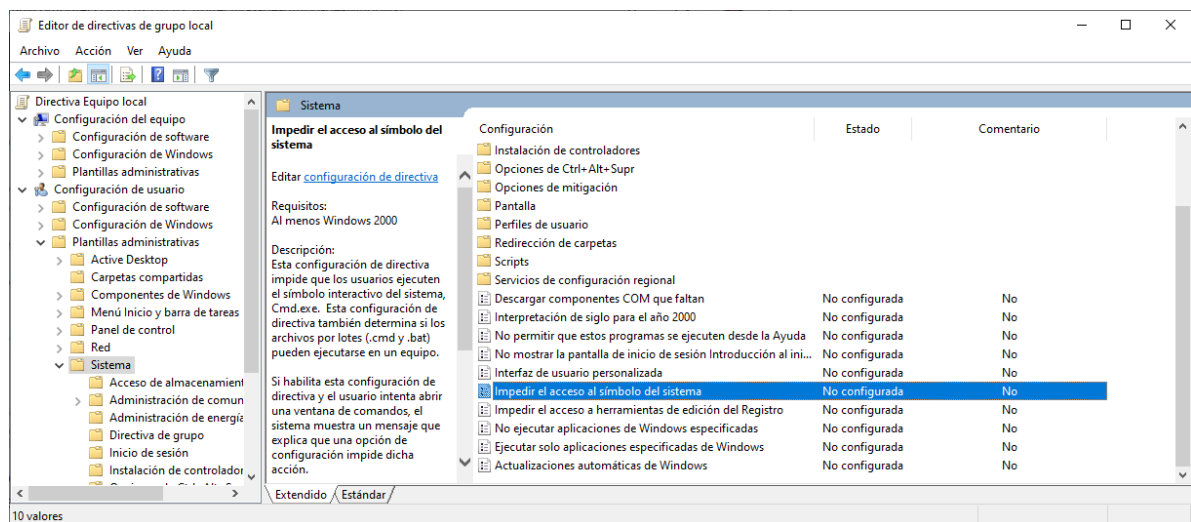 Editor de directivas de grupo local
Archivo Acción Ver Ayuda
Directiva Equipo local
Configuración del equipo
Configuración de software
Configuración de Windows
Plantillas administrativas
Configuración de usuario
Configuración de software
Configuración de Windows
Plantillas administrativas
Active Desktop
Carpetas compartidas
Componentes de Windows
Menú Inicio y barra de tareas
Panel de control
Red
Sistema
Acceso de almacenamient
Administración de comun
Administración de energía
Directiva de grupo
Inicio de sesión
Instalación de controlador
Sistema
Impedir el acceso al símbolo del
sistema
Editar configuración de directiva
Requisitos:
Al menos Windows 2000
Descripción:
Esta configuración de directiva
impide que los usuarios ejecuten
el símbolo interactivo del sistema,
Cmd.exe. Esta configuración de
directiva también determina si los
archivos por lotes (.cmd y .bat)
pueden ejecutarse en un equipo.
Si habilita esta configuración de
directiva y el usuario intenta abrir
una ventana de comandos, el
sistema muestra un mensaje que
explica que una opción de
configuración impide dicha
acción.
Configuración Estado Comentario
Instalación de controladores
Opciones de Ctrl+Alt+Supr
Opciones de mitigación
Pantalla
Perfiles de usuario
Redirección de carpetas
Scripts
Servicios de configuración regional
Descargar componentes COM que faltan No configurada No
Interpretación de siglo para el año 2000 No configurada No
No permitir que estos programas se ejecuten desde la Ayuda No configurada No
No mostrar la pantalla de inicio de sesión Introducción al ini... No configurada No
Interfaz de usuario personalizada No configurada No
Impedir el acceso al símbolo del sistema No configurada No
Impedir el acceso a herramientas de edición del Registro No configurada No
No ejecutar aplicaciones de Windows especificadas No configurada No
Ejecutar solo aplicaciones especificadas de Windows No configurada No
Actualizaciones automáticas de Windows No configurada No
Extendido Estándar
10 valores